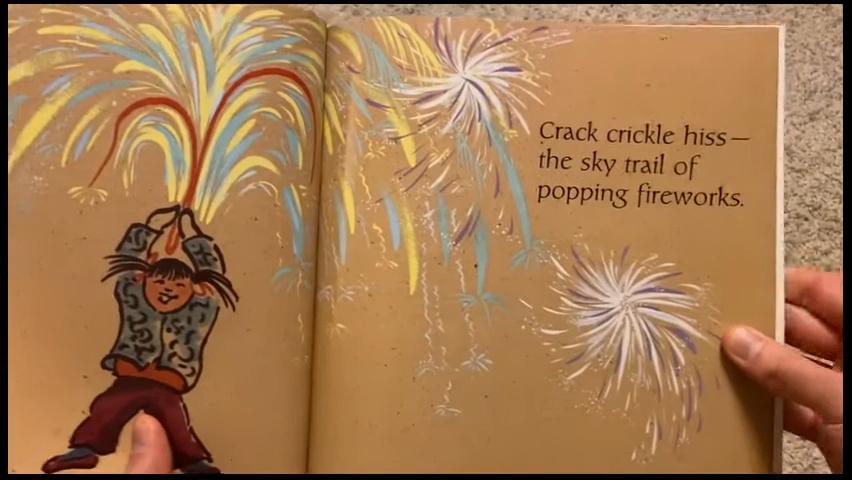 Crack crickle hiss—
the sky trail of
popping fireworks.